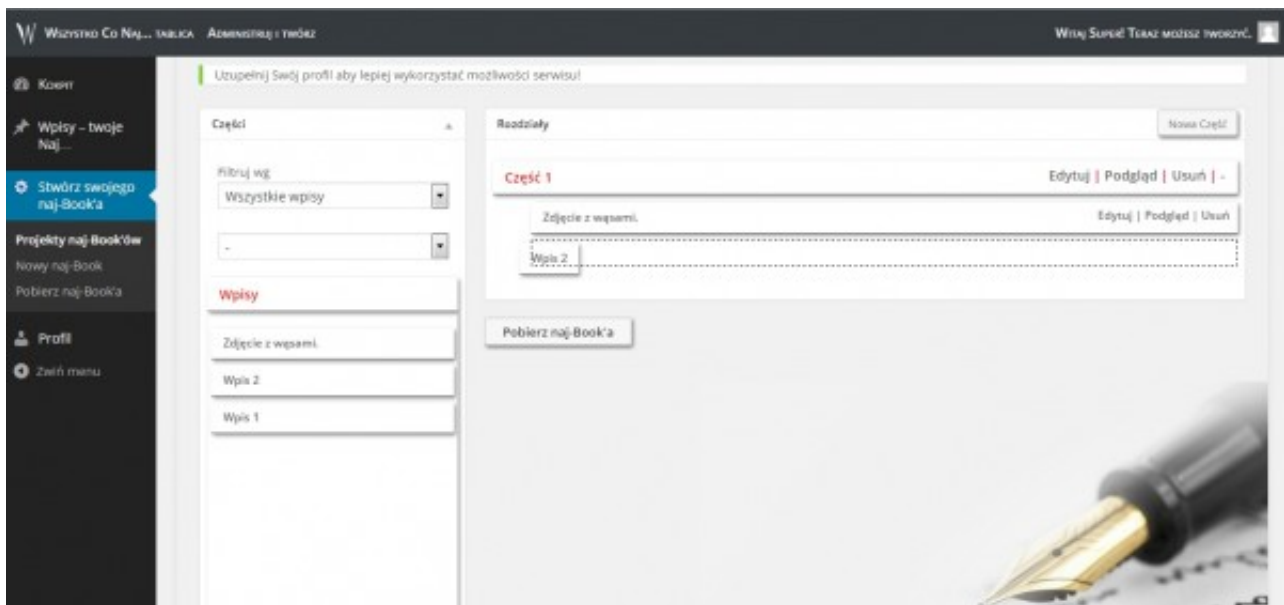 Wszystko Co Naj... tablica Administruj i twórz
Witaj Super! Teraz możesz tworzyć.
Uzupełnij Swój profil aby lepiej wykorzystać możliwości serwisu!
Kokpit
Wpisy – twoje
Naj...
Stwórz swojego
naj-Book'a
Projekty naj-Book'ów
Nowy naj-Book
Pobierz naj-Book'a
Profil
Zwiń menu
Części
Filtruj wg
Wszystkie wpisy
-
Wpisy
Zdjęcie z wąsami.
Wpis 2
Wpis 1
Rozdziały
Nowa Część
Część 1
Edytuj | Podgląd | Usuń | -
Zdjęcie z wąsami.
Edytuj | Podgląd | Usuń
Wpis 2
Pobierz naj-Book'a